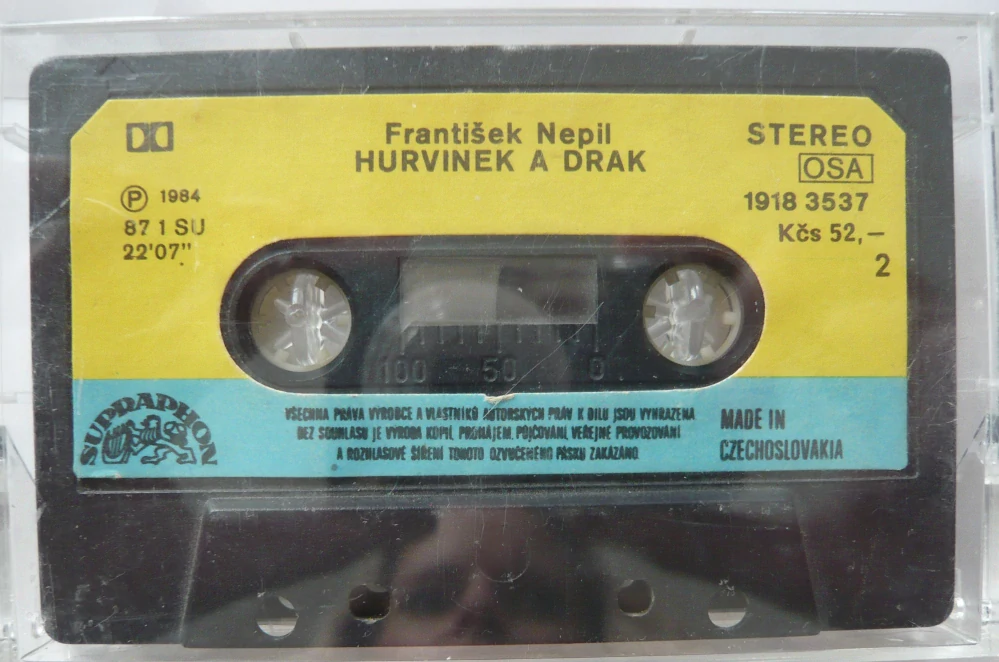 František Nepil
HURVINEK A DRAK
STEREO
OSA
1918 3537
Kčs 52,—
2
Ⓟ 1984
87 1 SU
22'07"
100 50 0
SUPRAPHON
VŠECHNA PRÁVA VÝROBCE A VLASTNÍKŮ AUTORSKÝCH PRÁV K DÍLU JSOU VYHRAZENA
BEZ SOUHLASU JE VÝROBA KOPIÍ, PRONÁJEM, PŮJČOVÁNÍ, VEŘEJNÉ PROVOZOVÁNÍ
A ROZHLASOVÉ ŠÍŘENÍ TOHOTO OZVUČENÉHO PÁSKU ZAKÁZÁNO
MADE IN
CZECHOSLOVAKIA